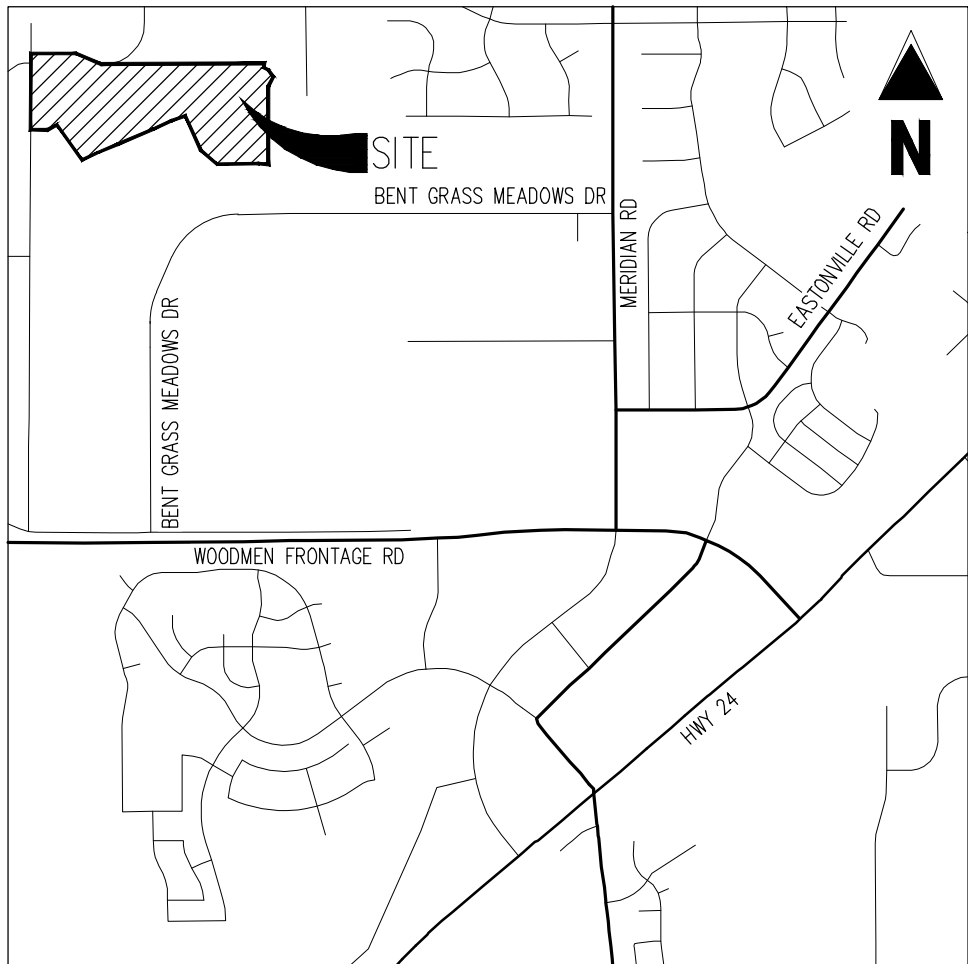 N
SITE
BENT GRASS MEADOWS DR
MERIDIAN RD
EASTONVILLE RD
BENT GRASS MEADOWS DR
WOODMEN FRONTAGE RD
HWY 24